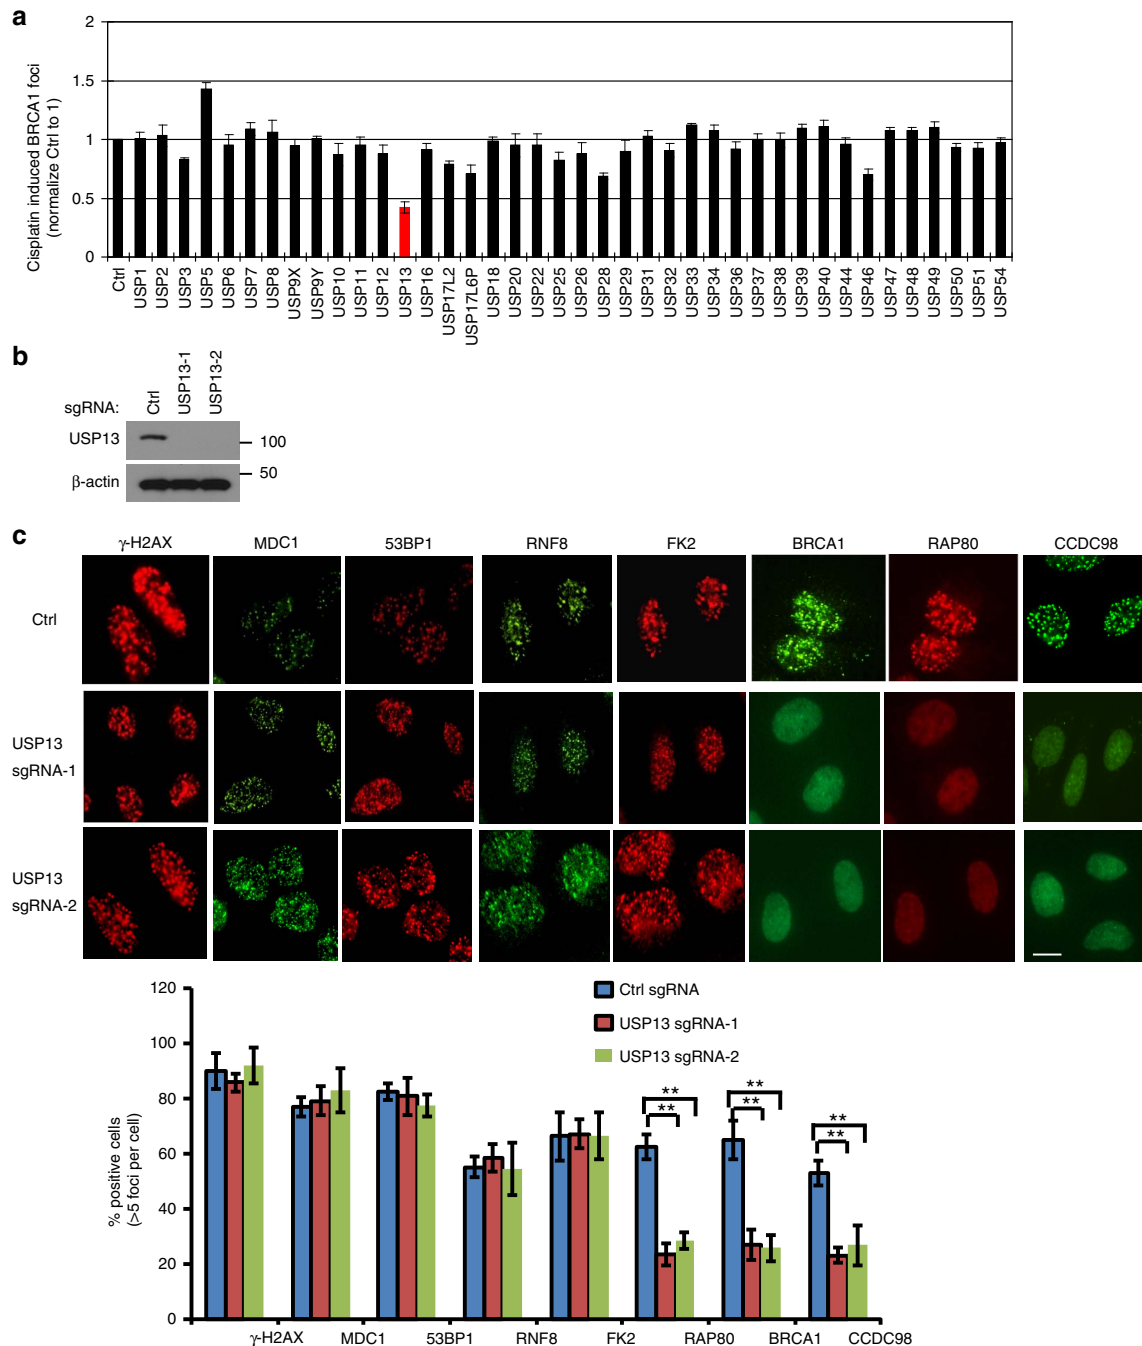 a
2
1.5
1
0.5
0
Cisplatin induced BRCA1 foci
(normalize Ctrl to 1)
Ctrl
USP1
USP2
USP3
USP5
USP6
USP7
USP8
USP9X
USP9Y
USP10
USP11
USP12
USP13
USP16
USP17L2
USP17L6P
USP18
USP20
USP22
USP25
USP26
USP28
USP29
USP31
USP32
USP33
USP34
USP36
USP37
USP38
USP39
USP40
USP44
USP46
USP47
USP48
USP49
USP50
USP51
USP54
b
sgRNA:
Ctrl
USP13-1
USP13-2
USP13
100
50
β-actin
c
γ-H2AX MDC1 53BP1 RNF8 FK2 BRCA1 RAP80 CCDC98
Ctrl
USP13
sgRNA-1
USP13
sgRNA-2
120
100
80
60
40
20
0
% positive cells
(>5 foci per cell)
Ctrl sgRNA
USP13 sgRNA-1
USP13 sgRNA-2
**
**
**
**
**
**
γ-H2AX MDC1 53BP1 RNF8 FK2 RAP80 BRCA1 CCDC98